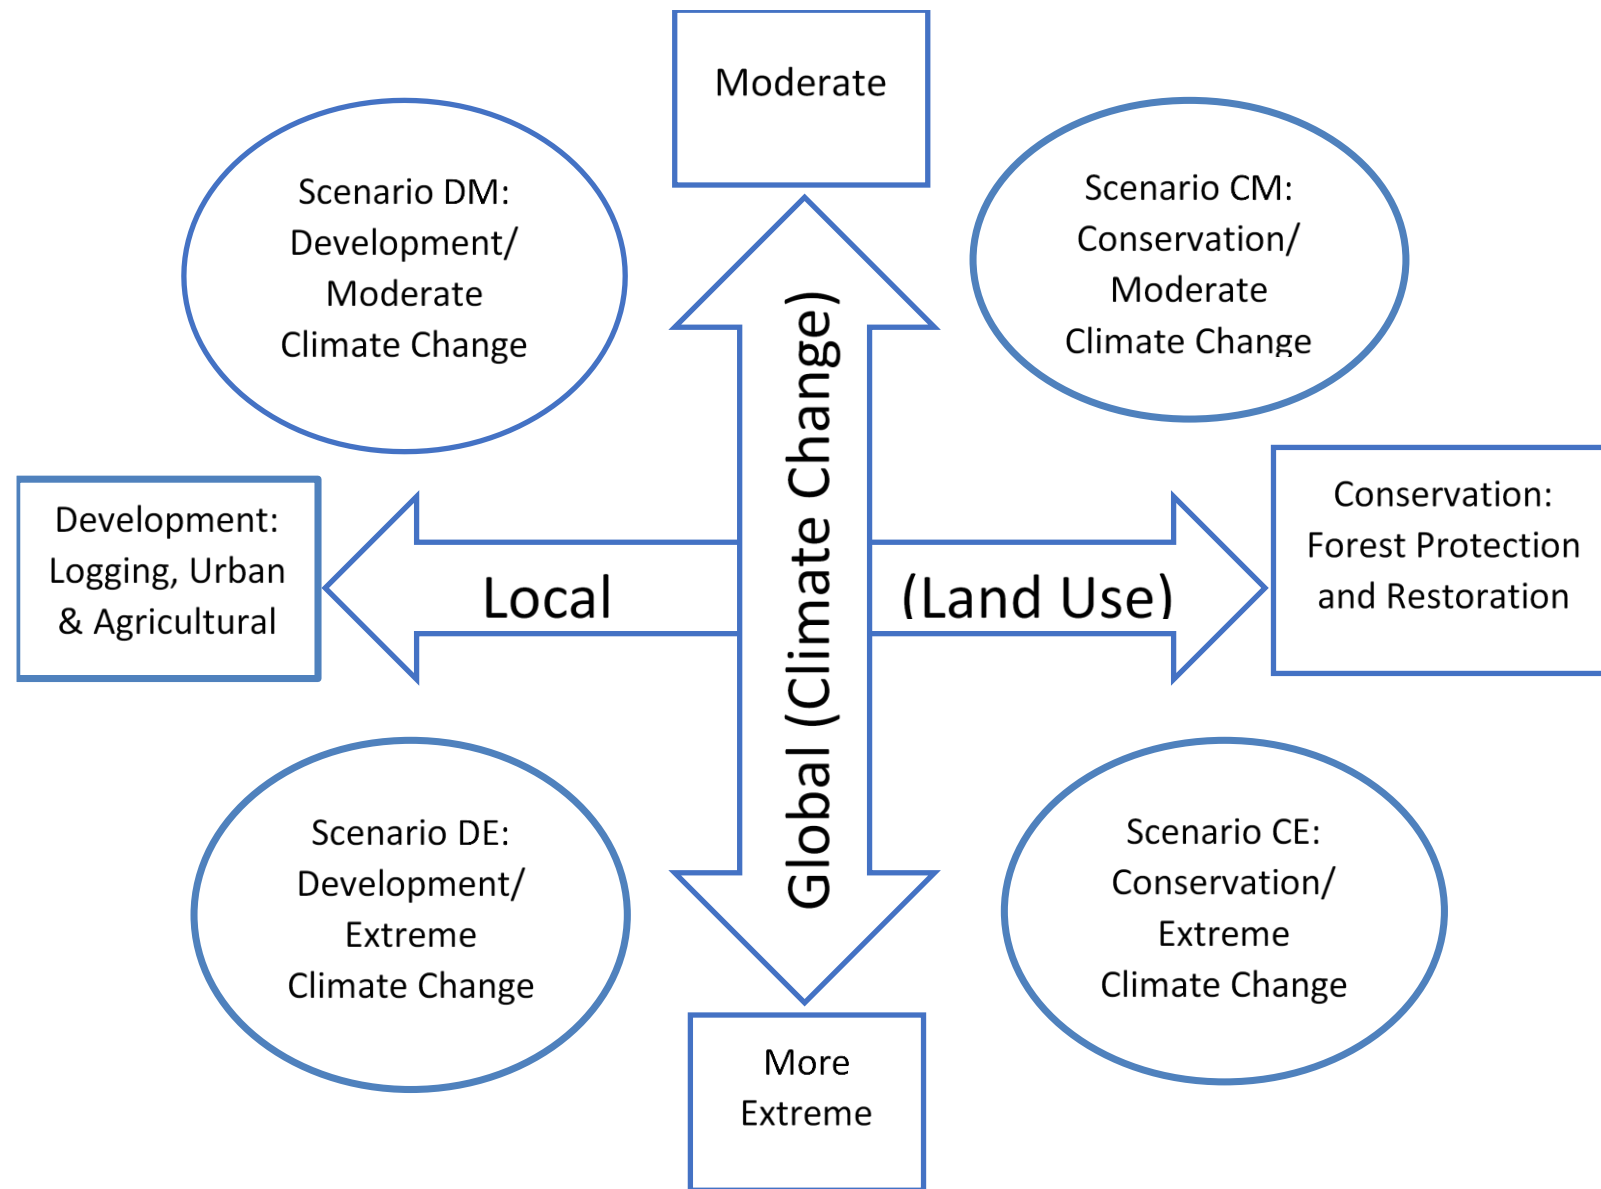 Moderate
Scenario DM:
Development/
Moderate
Climate Change
Scenario CM:
Conservation/
Moderate
Climate Change
Global (Climate Change)
Development:
Logging, Urban
& Agricultural
Local
(Land Use)
Conservation:
Forest Protection
and Restoration
Scenario DE:
Development/
Extreme
Climate Change
Scenario CE:
Conservation/
Extreme
Climate Change
More
Extreme